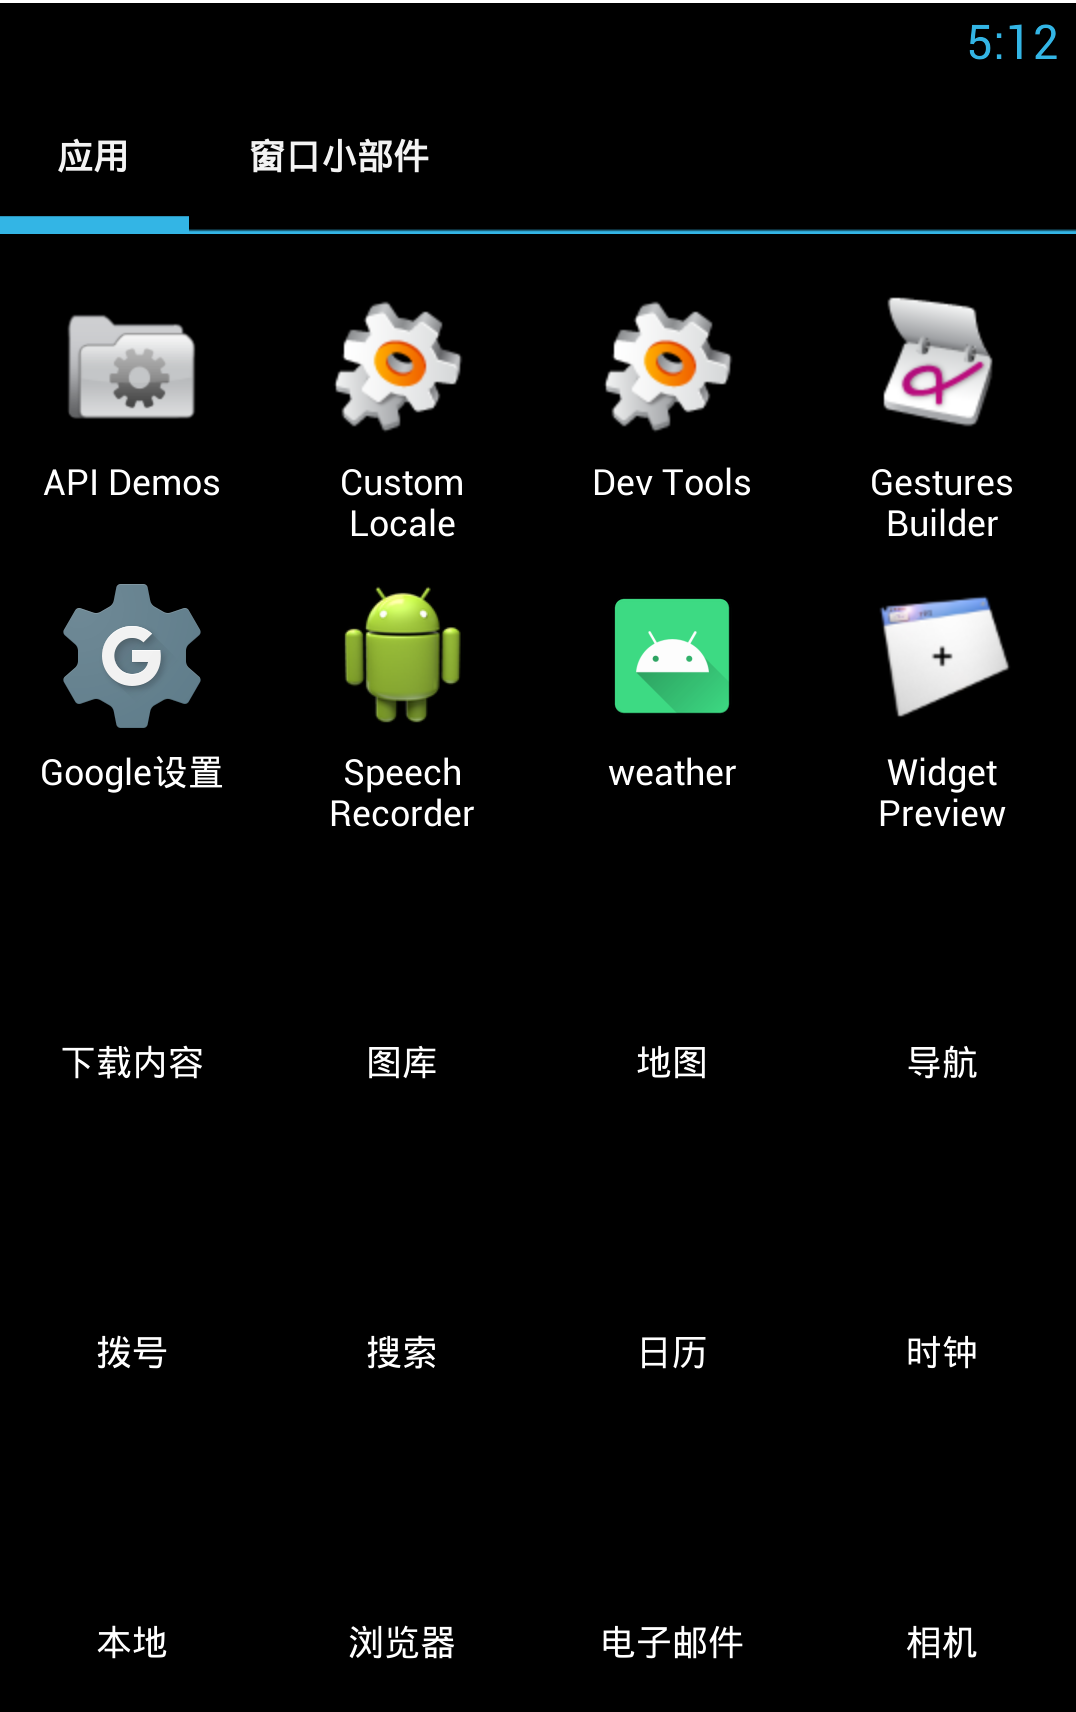 5:12
应用 窗口小部件
API Demos
Custom
Locale
Dev Tools
Gestures
Builder
Google设置
Speech
Recorder
weather
Widget
Preview
下载内容
图库
地图
导航
拨号
搜索
日历
时钟
本地
浏览器
电子邮件
相机